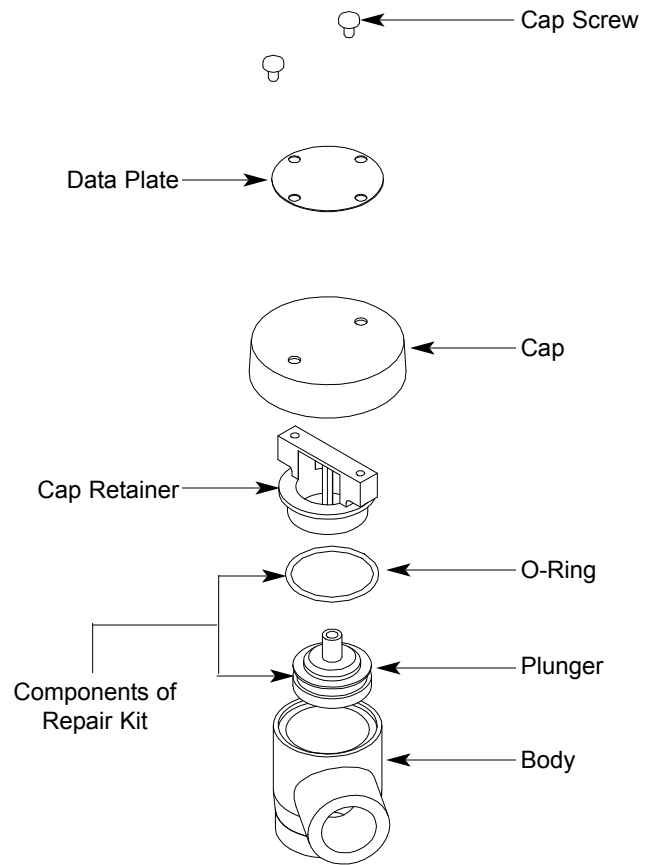 Cap Screw
Data Plate
Cap
Cap Retainer
O-Ring
Plunger
Components of
Repair Kit
Body